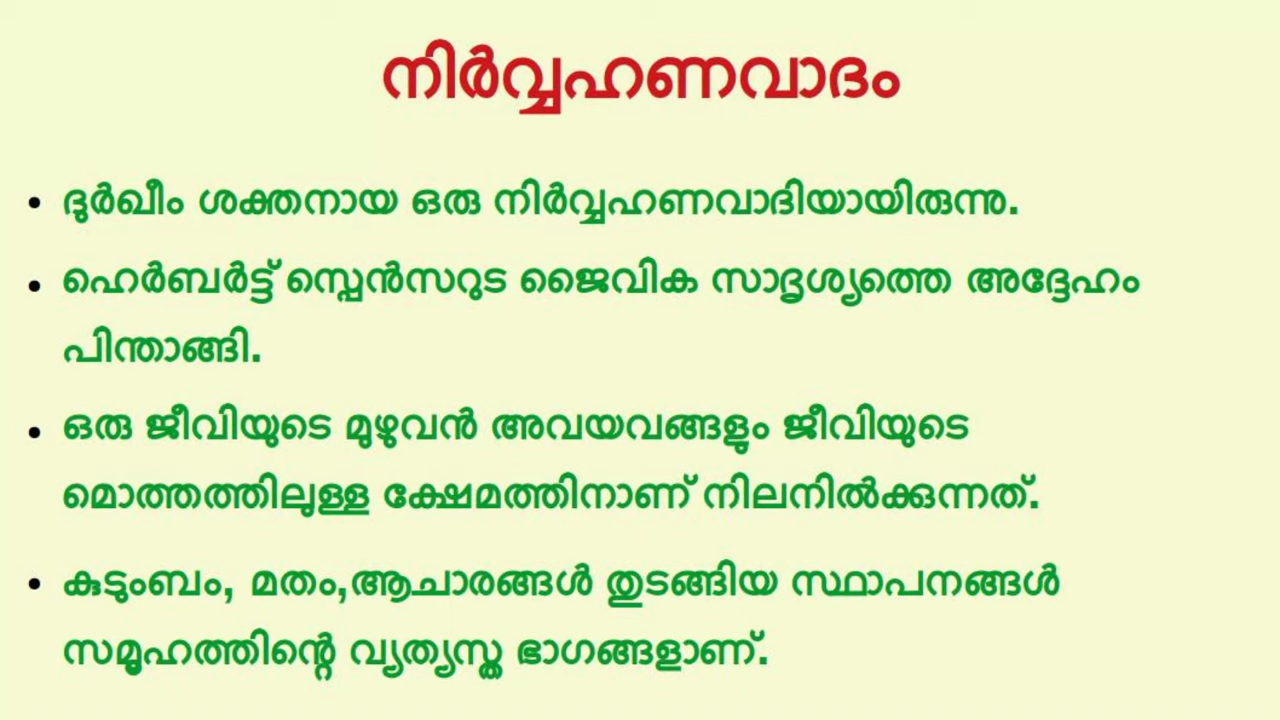 നിർവ്വഹണവാദം
• ദുർഖീം ശക്തനായ ഒരു നിർവ്വഹണവാദിയായിരുന്നു.
• ഹെർബർട്ട് സ്പെൻസറുട ജൈവിക സാദൃശ്യത്തെ അദ്ദേഹം
പിന്താങ്ങി.
• ഒരു ജീവിയുടെ മുഴുവൻ അവയവങ്ങളും ജീവിയുടെ
മൊത്തത്തിലുള്ള ക്ഷേമത്തിനാണ് നിലനിൽക്കുന്നത്.
• കുടുംബം, മതം,ആചാരങ്ങൾ തുടങ്ങിയ സ്ഥാപനങ്ങൾ
സമൂഹത്തിന്റെ വ്യത്യസ്ത ഭാഗങ്ങളാണ്.